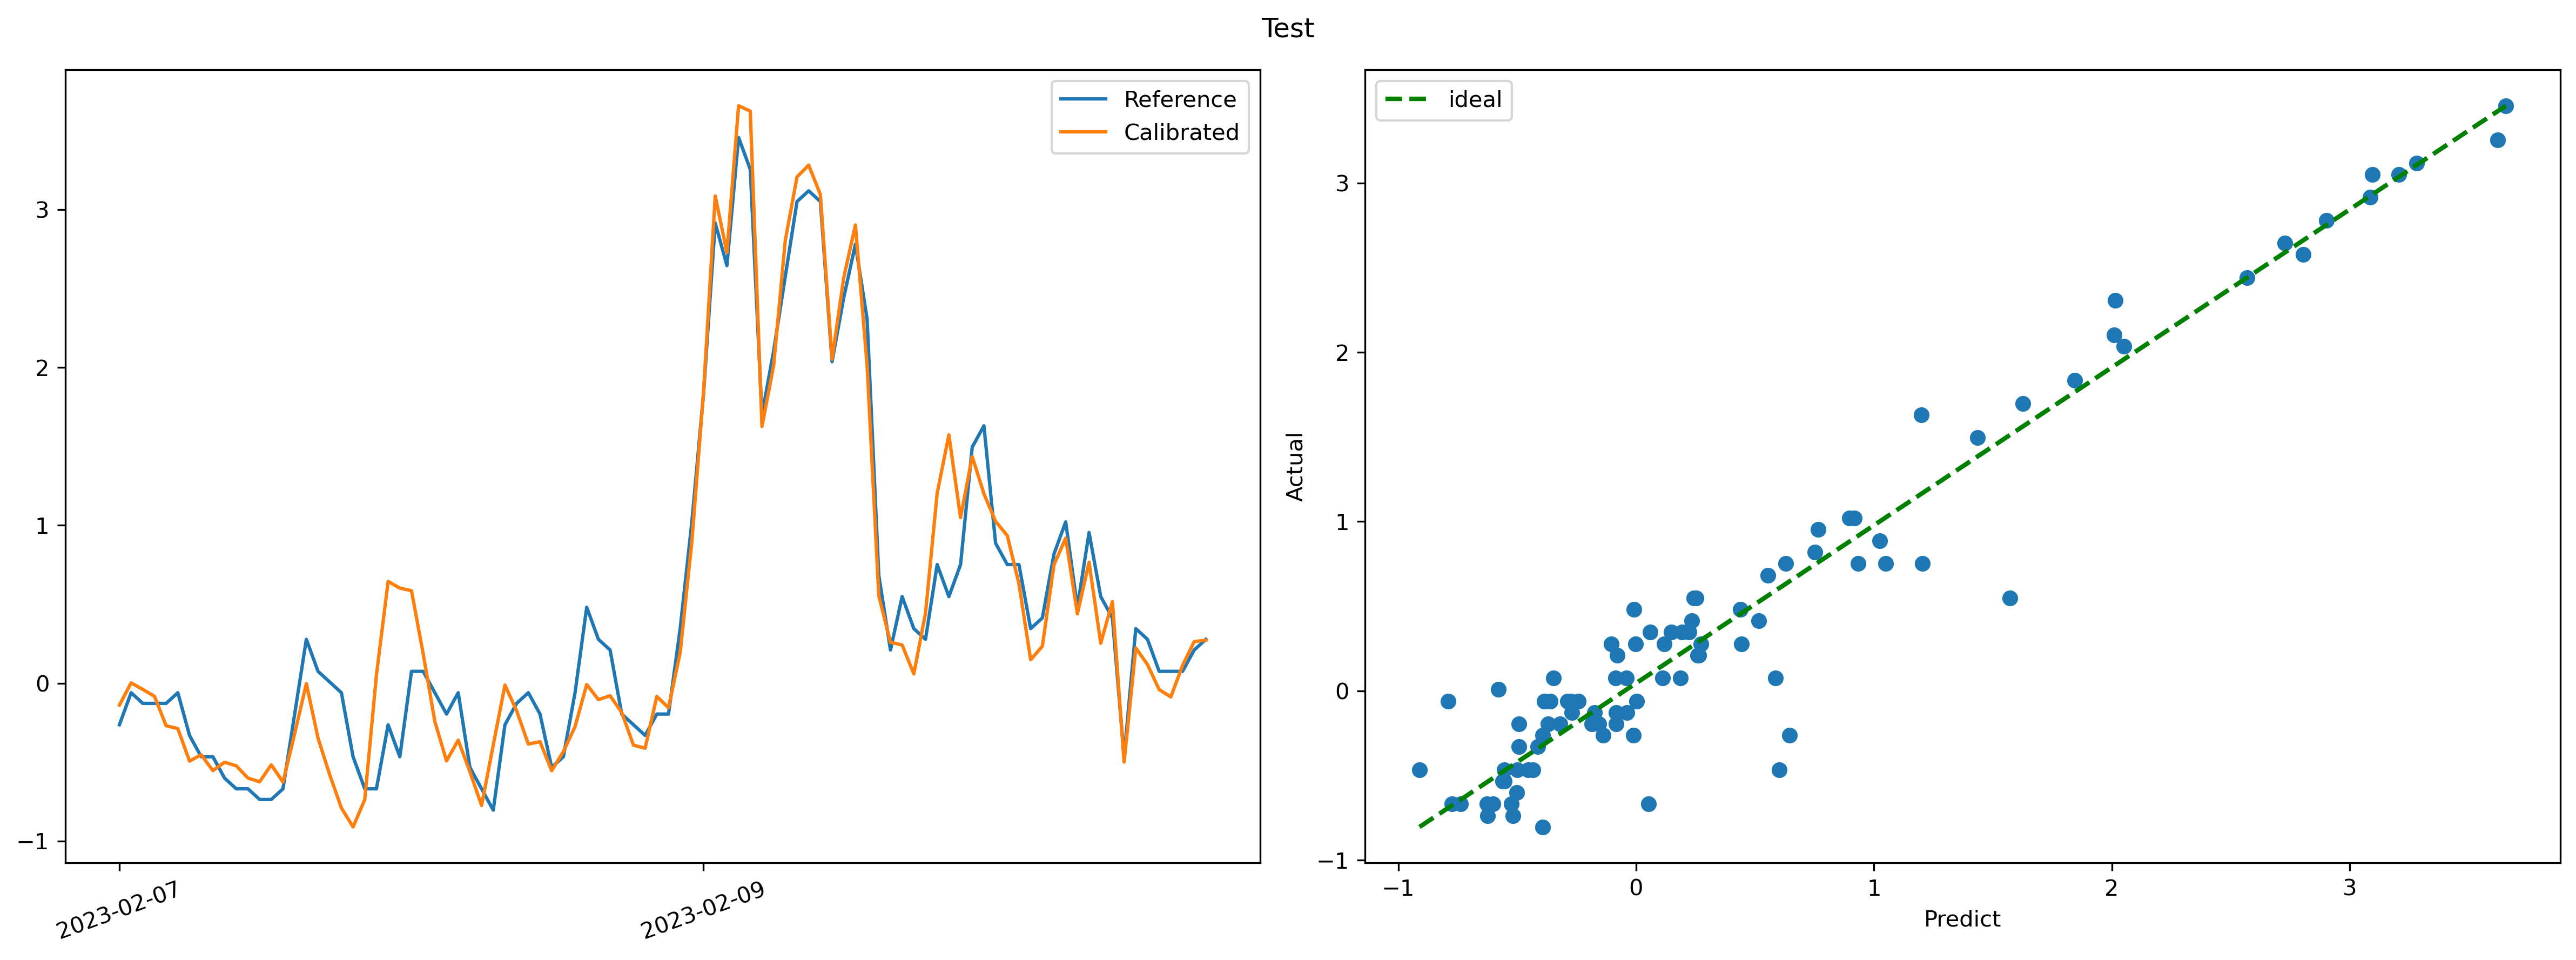 Test
Reference
Calibrated
3
2
1
0
−1
2023-02-07
2023-02-09
ideal
Actual
3
2
1
0
−1
−1 0 1 2 3
Predict